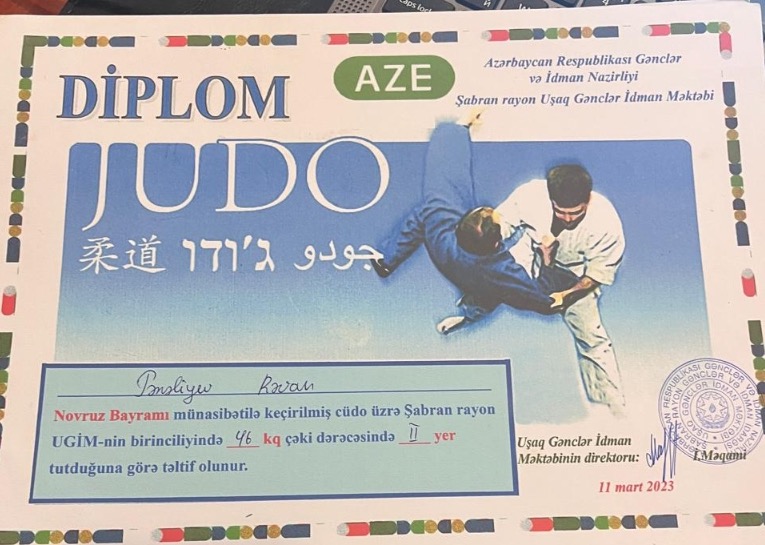 DİPLOM
AZE
Azərbaycan Respublikası Gənclər
və İdman Nazirliyi
Şabran rayon Uşaq Gənclər İdman Məktəbi
JUDO
柔道 ג'ודו جودو
Rəvan
Novruz Bayramı münasibətilə keçirilmiş cüdo üzrə Şabran rayon
UGİM-nin birinciliyində 46 kq çəki dərəcəsində II yer
tutduğuna görə təltif olunur.
Uşaq Gənclər İdman
Məktəbinin direktoru: İ.Məqami
11 mart 2023